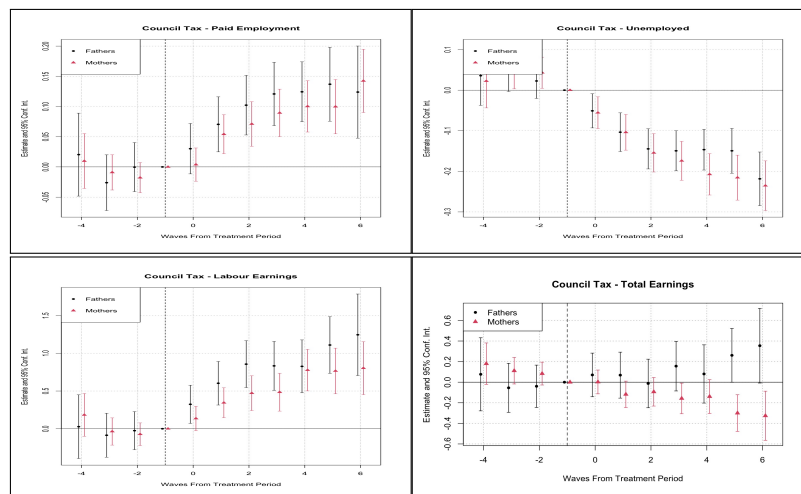 Council Tax - Paid Employment
Fathers
Mothers
Estimate and 95% Conf. Int.
0.20
0.15
0.10
0.05
0.00
-0.05
-4 -2 0 2 4 6
Waves From Treatment Period
Council Tax - Unemployed
Fathers
Mothers
Estimate and 95% Conf. Int.
0.1
0.0
-0.1
-0.2
-0.3
-4 -2 0 2 4 6
Waves From Treatment Period
Council Tax - Labour Earnings
Fathers
Mothers
Estimate and 95% Conf. Int.
1.5
1.0
0.5
0.0
-4 -2 0 2 4 6
Waves From Treatment Period
Council Tax - Total Earnings
Fathers
Mothers
Estimate and 95% Conf. Int.
0.6
0.4
0.2
0.0
-0.2
-0.4
-0.6
-4 -2 0 2 4 6
Waves From Treatment Period